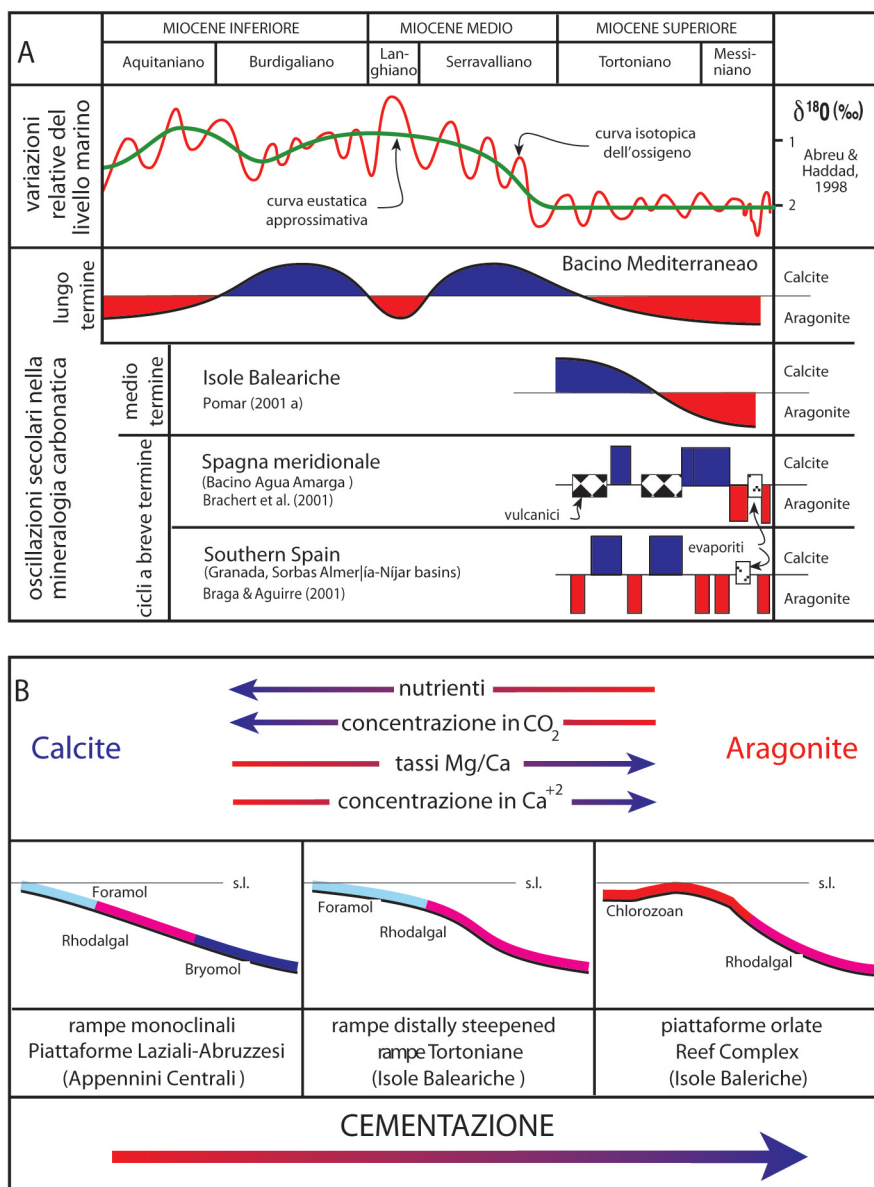 A
MIOCENE INFERIORE
MIOCENE MEDIO
MIOCENE SUPERIORE
Aquitaniano
Burdigaliano
Lan-
ghiano
Serravalliano
Tortoniano
Messi-
niano
variazioni
relative del
livello marino
curva isotopica
dell'ossigeno
curva eustatica
approssimativa
δ18O (‰)
1
Abreu &
Haddad,
1998
2
oscillazioni secolari nella
mineralogia carbonatica
lungo
termine
Bacino Mediterraneao
Calcite
Aragonite
medio
termine
Isole Baleariche
Pomar (2001 a)
Calcite
Aragonite
cicli a breve termine
Spagna meridionale
(Bacino Agua Amarga )
Brachert et al. (2001)
vulcanici
Calcite
Aragonite
Southern Spain
(Granada, Sorbas Almer|ía-Níjar basins)
Braga & Aguirre (2001)
evaporiti
Calcite
Aragonite
B
nutrienti
concentrazione in CO2
Calcite
Aragonite
tassi Mg/Ca
concentrazione in Ca+2
s.l.
Foramol
Rhodalgal
Bryomol
s.l.
Foramol
Rhodalgal
s.l.
Chlorozoan
Rhodalgal
rampe monoclinali
Piattaforme Laziali-Abruzzesi
(Appennini Centrali )
rampe distally steepened
rampe Tortoniane
(Isole Baleariche )
piattaforme orlate
Reef Complex
(Isole Baleriche)
CEMENTAZIONE